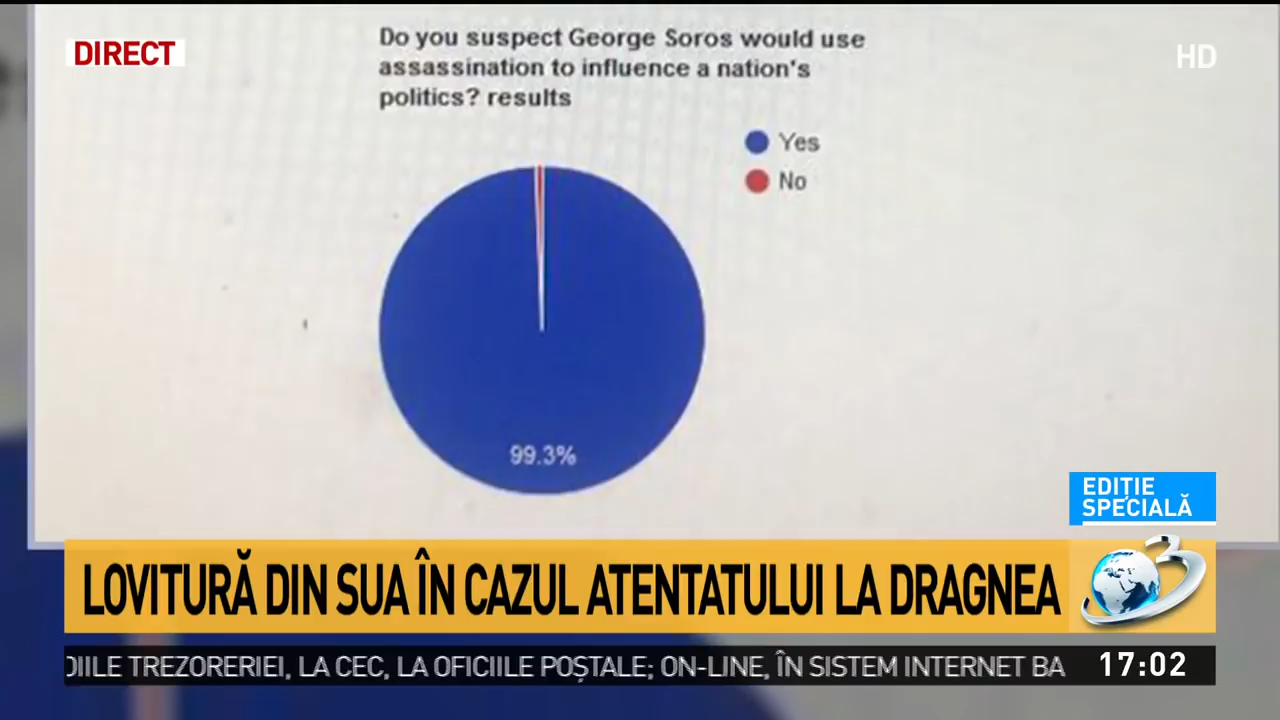 DIRECT
HD
Do you suspect George Soros would use
assassination to influence a nation's
politics? results
Yes
No
99.3%
EDIȚIE
SPECIALĂ
LOVITURĂ DIN SUA ÎN CAZUL ATENTATULUI LA DRAGNEA
3
DIILE TREZORERIEI, LA CEC, LA OFICIILE POȘTALE; ON-LINE, ÎN SISTEM INTERNET BA
17:02